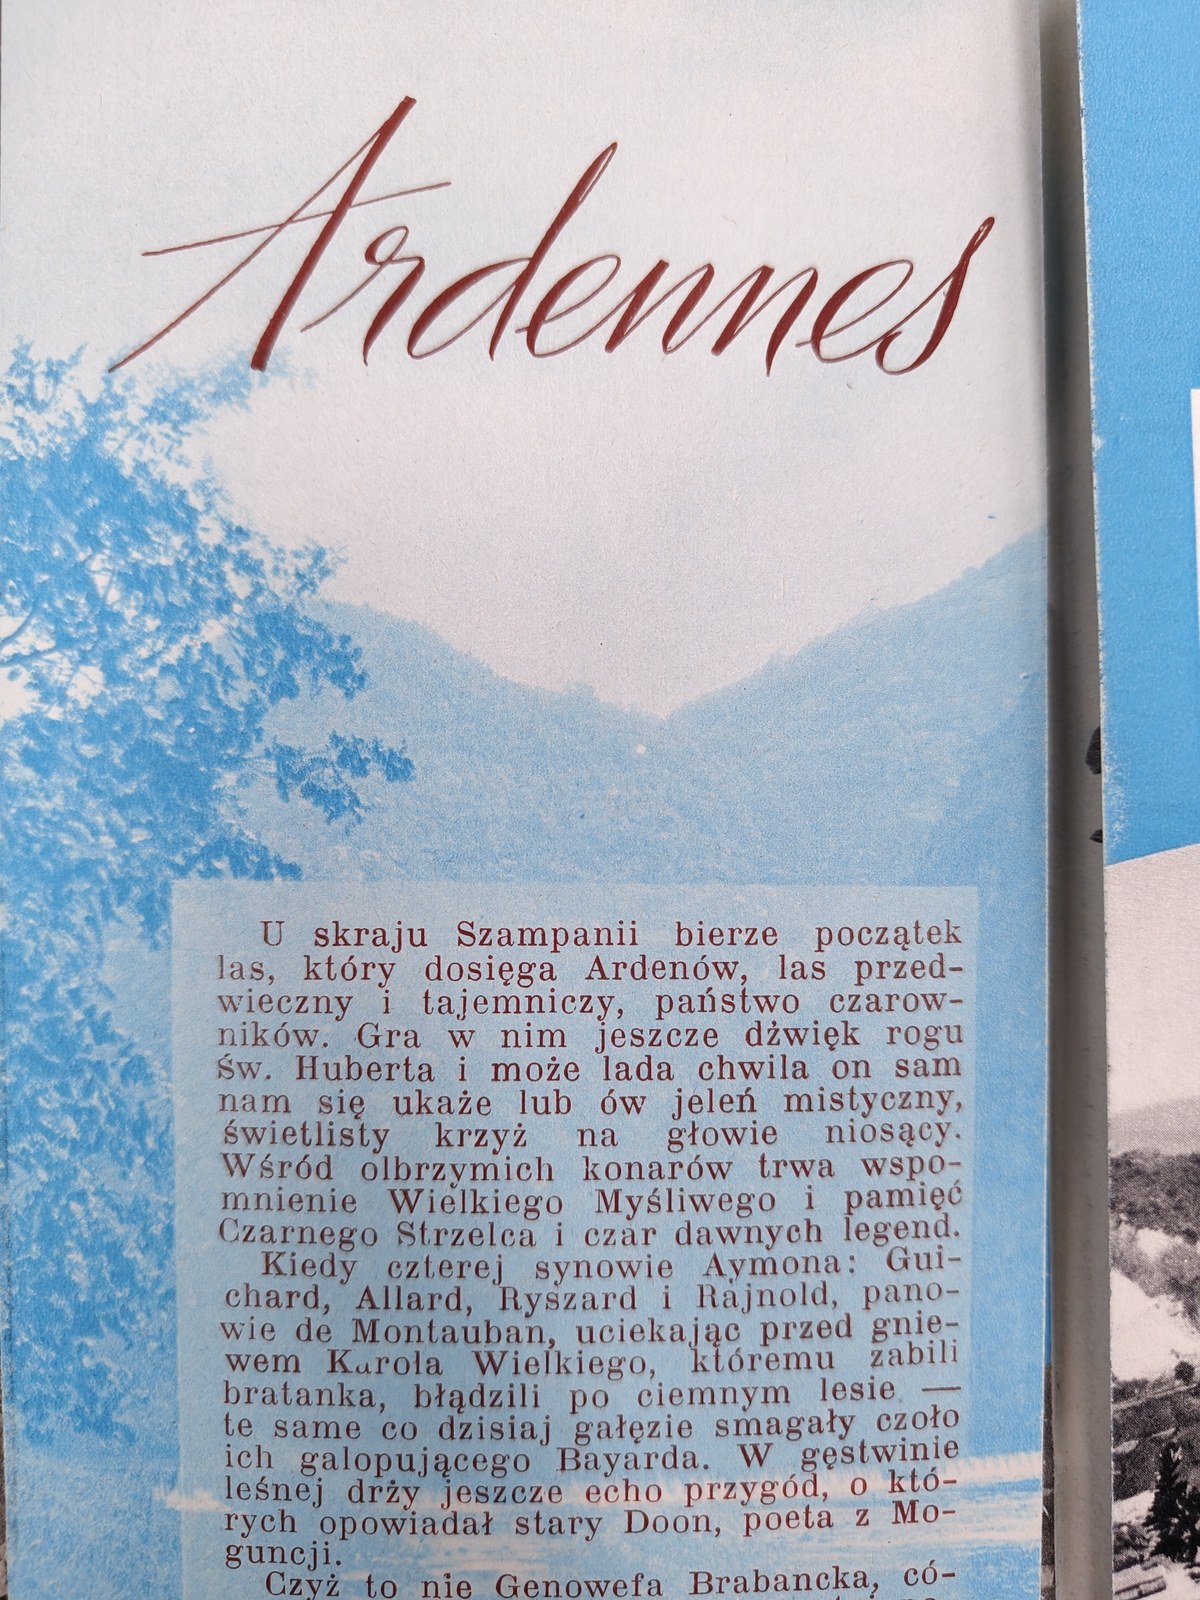 Ardennes
U skraju Szampanii bierze początek
las, który dosięga Ardenów, las przed-
wieczny i tajemniczy, państwo czarow-
ników. Gra w nim jeszcze dźwięk rogu
Św. Huberta i może lada chwila on sam
nam się ukaże lub ów jeleń mistyczny,
świetlisty krzyż na głowie niosący.
Wśród olbrzymich konarów trwa wspo-
mnienie Wielkiego Myśliwego i pamięć
Czarnego Strzelca i czar dawnych legend.
Kiedy czterej synowie Aymona: Gui-
chard, Allard, Ryszard i Rajnold, pano-
wie de Montauban, uciekając przed gnie-
wem Karola Wielkiego, któremu zabili
bratanka, błądzili po ciemnym lesie —
te same co dzisiaj gałęzie smagały czoło
ich galopującego Bayarda. W gęstwinie
leśnej drży jeszcze echo przygód, o któ-
rych opowiadał stary Doon, poeta z Mo-
guncji.
Czyż to nie Genowefa Brabancka, có-